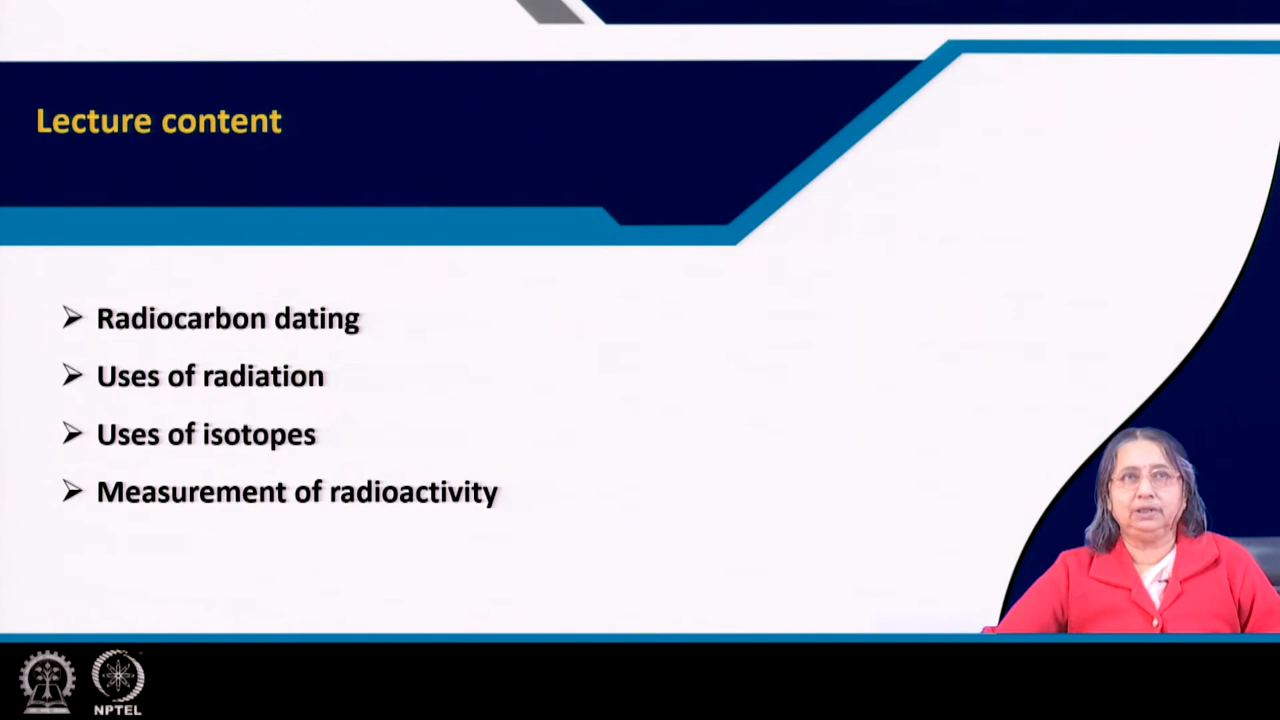 Lecture content
Radiocarbon dating
Uses of radiation
Uses of isotopes
Measurement of radioactivity
NPTEL